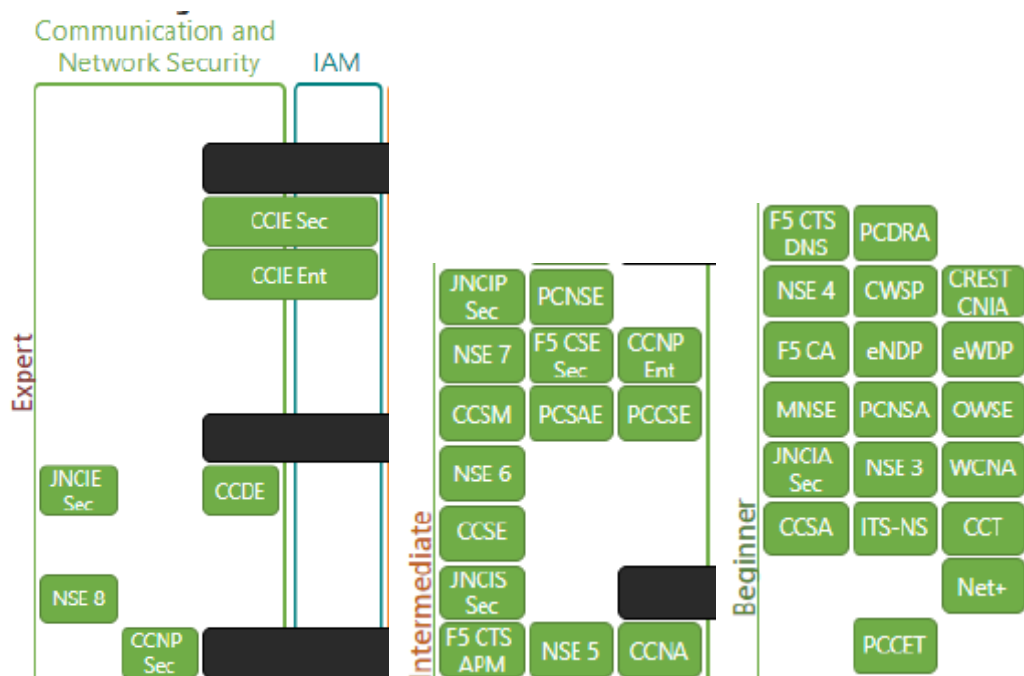 Communication and
Network Security
IAM
Expert
CCIE Sec
CCIE Ent
JNCIE
Sec
CCDE
NSE 8
CCNP
Sec
Intermediate
JNCIP
Sec
PCNSE
NSE 7
F5 CSE
Sec
CCNP
Ent
CCSM
PCSAE
PCCSE
NSE 6
CCSE
JNCIS
Sec
F5 CTS
APM
NSE 5
CCNA
Beginner
F5 CTS
DNS
PCDRA
NSE 4
CWSP
CREST
CNIA
F5 CA
eNDP
eWDP
MNSE
PCNSA
OWSE
JNCIA
Sec
NSE 3
WCNA
CCSA
ITS-NS
CCT
Net+
PCCET